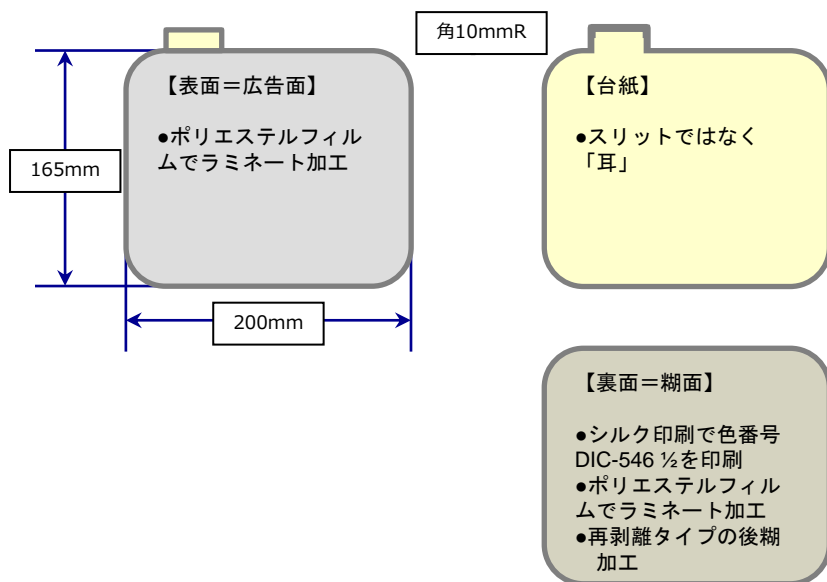 角10mmR
【表面＝広告面】
●ポリエステルフィル
ムでラミネート加工
165mm
200mm
【台紙】
●スリットではなく
「耳」
【裏面＝糊面】
●シルク印刷で色番号
DIC-546 ½を印刷
●ポリエステルフィル
ムでラミネート加工
●再剥離タイプの後糊
加工